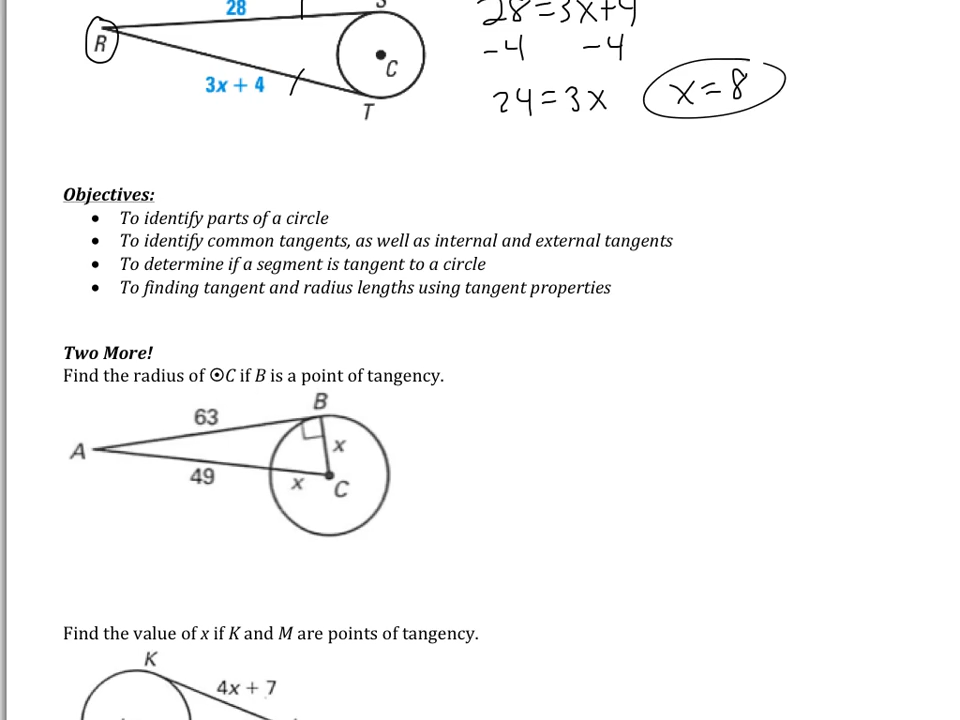 28
S
28=3x+4
R
-4 -4
C
3x + 4
24=3x x=8
T
Objectives:
• To identify parts of a circle
• To identify common tangents, as well as internal and external tangents
• To determine if a segment is tangent to a circle
• To finding tangent and radius lengths using tangent properties
Two More!
Find the radius of ⊙C if B is a point of tangency.
B
63
A
x
49
x
C
Find the value of x if K and M are points of tangency.
K
4x + 7